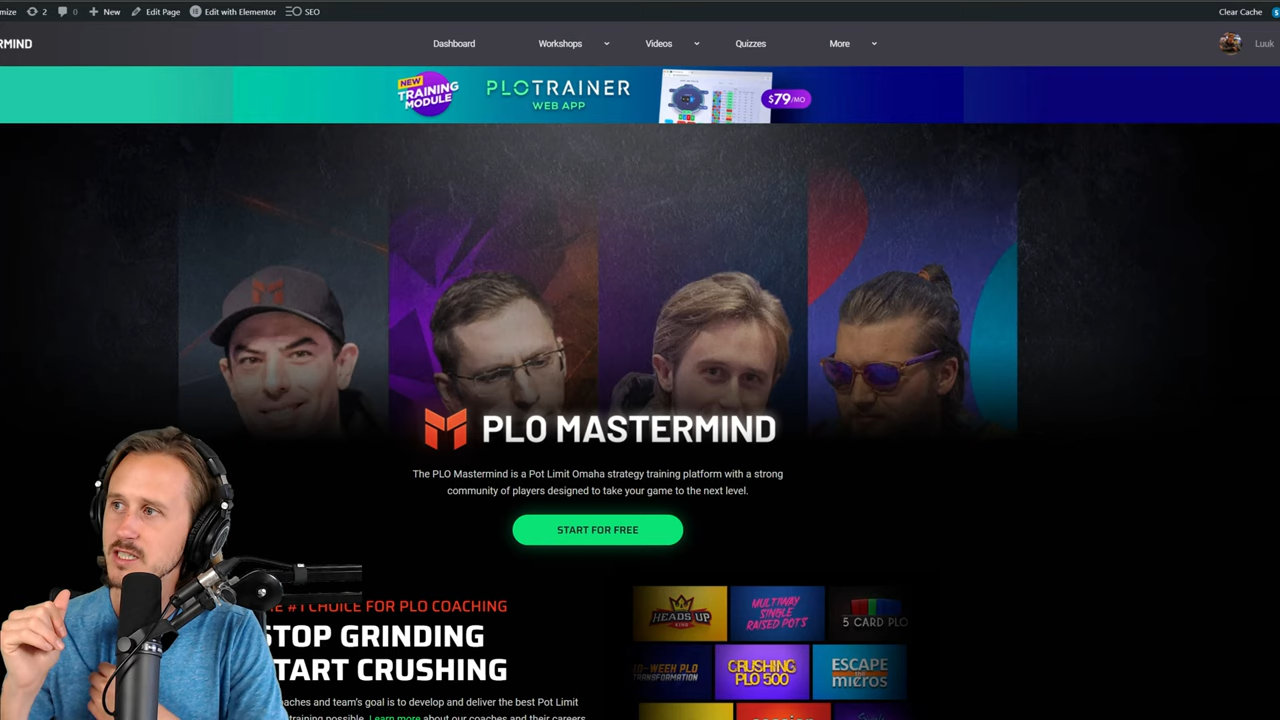 mize 2 0 New Edit Page Edit with Elementor SEO Clear Cache
RMIND Dashboard Workshops Videos Quizzes More Luuk
NEW
TRAINING
MODULE
PLOTRAINER
WEB APP
$79/MO
PLO MASTERMIND
The PLO Mastermind is a Pot Limit Omaha strategy training platform with a strong
community of players designed to take your game to the next level.
START FOR FREE
#1 CHOICE FOR PLO COACHING
STOP GRINDING
TART CRUSHING
oaches and team's goal is to develop and deliver the best Pot Limit
training possible. Learn more about our coaches and their careers
HEADS UP
KING
MULTIWAY
SINGLE
RAISED POTS
5 CARD PLO
10-WEEK PLO
TRANSFORMATION
CRUSHING
PLO 500
ESCAPE
the
micros
session